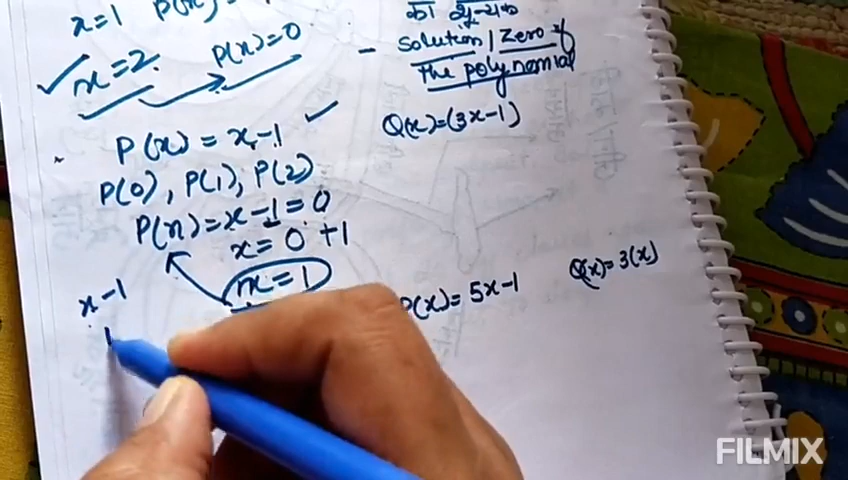 x=1
P(x)=0
x=2.
P(x) = x-1
P(0), P(1), P(2)
P(x)=x-1=0
x= 0 +1
x=1
x-1
1
- Solution | Zero of
the polynomial
Q(x)=(3x-1)
P(x)= 5x-1
Q(x)= 3(x)
FILMIX